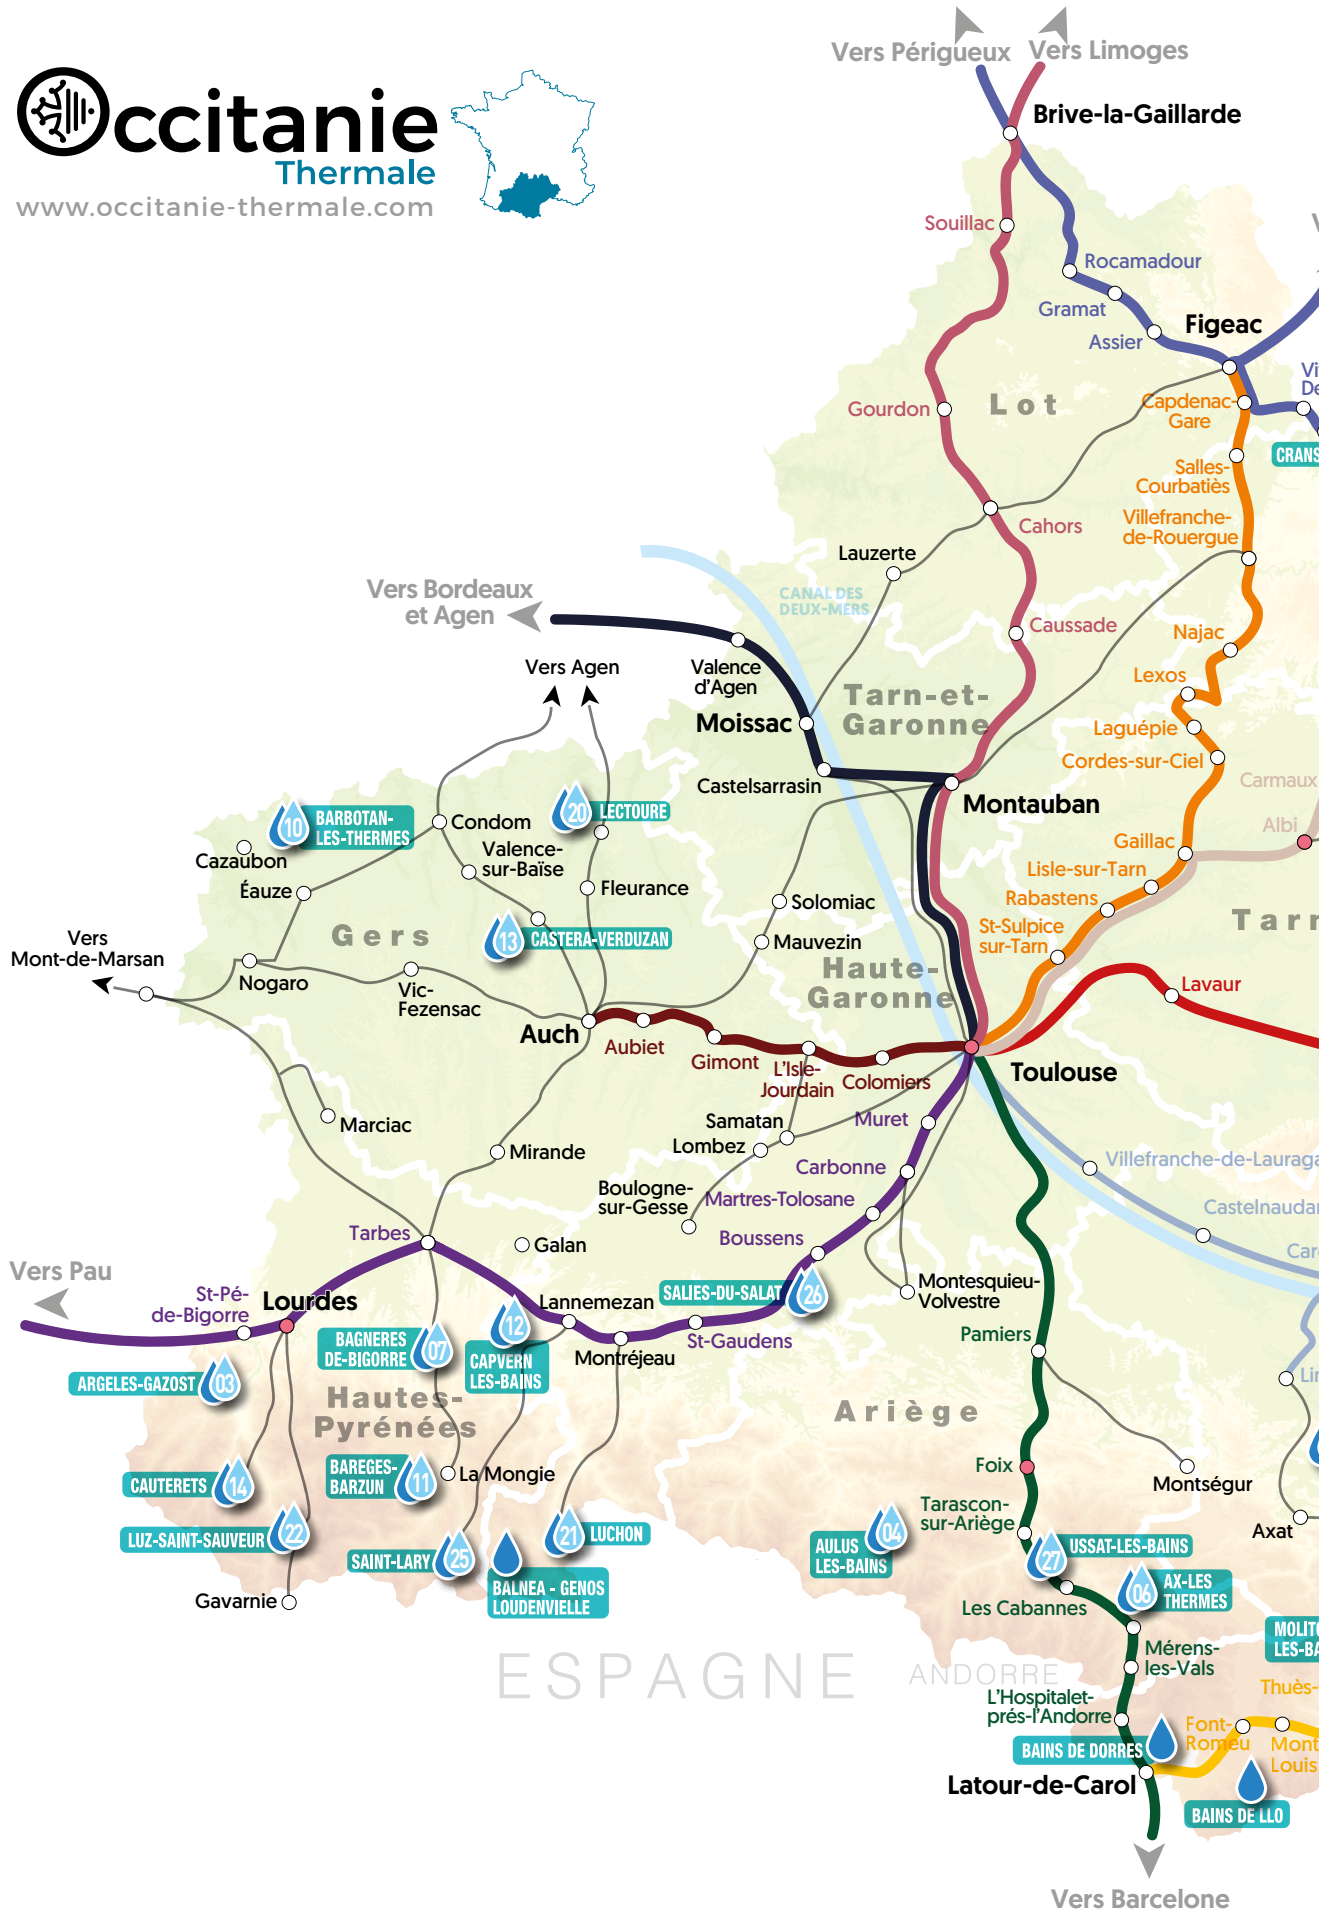 Vers Périgueux
Vers Limoges
Occitanie
Thermale
www.occitanie-thermale.com
Brive-la-Gaillarde
Souillac
Rocamadour
Gramat
Assier
Figeac
Lot
Gourdon
Capdenac-
Gare
Salles-
Courbatiès
Villefranche-
de-Rouergue
Cahors
Lauzerte
CANAL DES
DEUX-MERS
Vers Bordeaux
et Agen
Vers Agen
Valence
d'Agen
Moissac
Tarn-et-
Garonne
Caussade
Najac
Lexos
Laguépie
Cordes-sur-Ciel
Carmaux
Castelsarrasin
Montauban
Albi
Gaillac
Lisle-sur-Tarn
Rabastens
St-Sulpice
sur-Tarn
10
BARBOTAN-
LES-THERMES
Cazaubon
Éauze
Condom
20
LECTOURE
Valence-
sur-Baïse
Fleurance
Solomiac
Mauvezin
Gers
13
CASTERA-VERDUZAN
Haute-
Garonne
Vers
Mont-de-Marsan
Nogaro
Vic-
Fezensac
Auch
Aubiet
Gimont
L'Isle-
Jourdain
Colomiers
Toulouse
Lavaur
Marciac
Mirande
Samatan
Lombez
Muret
Carbonne
Boulogne-
sur-Gesse
Martres-Tolosane
Boussens
Tarbes
Galan
Vers Pau
St-Pé-
de-Bigorre
Lourdes
BAGNERES
DE-BIGORRE
07
12
CAPVERN
LES-BAINS
Lannemezan
Montréjeau
SALIES-DU-SALAT
26
St-Gaudens
Montesquieu-
Volvestre
Pamiers
ARGELES-GAZOST
03
Hautes-
Pyrénées
Ariège
CAUTERETS
14
BAREGES-
BARZUN
11
La Mongie
LUZ-SAINT-SAUVEUR
22
SAINT-LARY
25
21
LUCHON
BALNEA - GENOS
LOUDENVIELLE
Gavarnie
Foix
Montségur
Tarascon-
sur-Ariège
Axat
AULUS
LES-BAINS
04
27
USSAT-LES-BAINS
06
AX-LES
THERMES
Les Cabannes
ESPAGNE
ANDORRE
Mérens-
les-Vals
L'Hospitalet-
prés-l'Andorre
BAINS DE DORRES
Font-
Romeu
Latour-de-Carol
BAINS DE LLO
Vers Barcelone